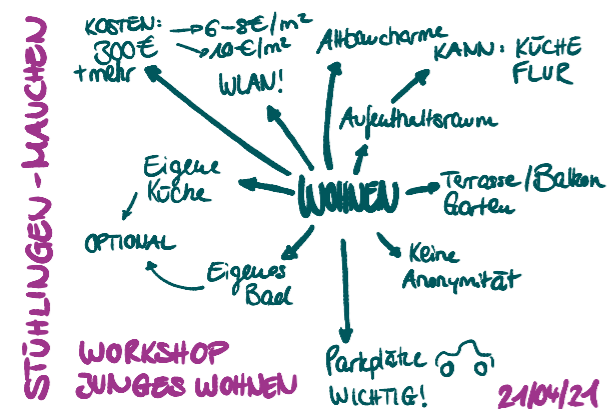 STÜHLINGEN - MAUCHEN
KOSTEN:
300€
+mehr
→ 6-8€/m²
→ 10€/m²
WLAN!
Altbaucharme
KANN: KÜCHE
FLUR
Aufenthaltsraum
Eigene
Küche
WOHNEN
Terrasse/Balkon
Garten
OPTIONAL
Eigenes
Bad
Keine
Anonymität
Parkplätze
WICHTIG!
WORKSHOP
JUNGES WOHNEN
21/04/21